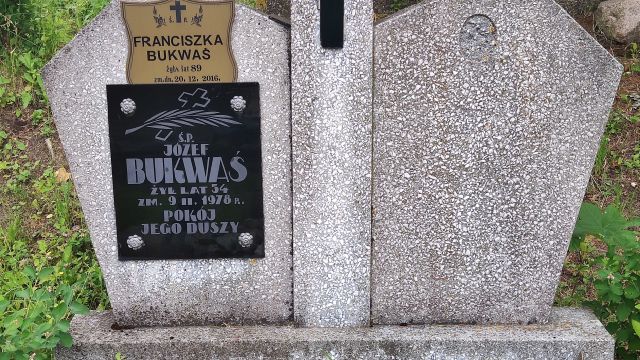 Ś. P.
FRANCISZKA
BUKWAŚ
żyła lat 89
zm.dn. 20. 12. 2016.
Ś.P.
JÓZEF
BUKWAŚ
ŻYŁ LAT 54
ZM. 9 II. 1978 R.
POKÓJ
JEGO DUSZY